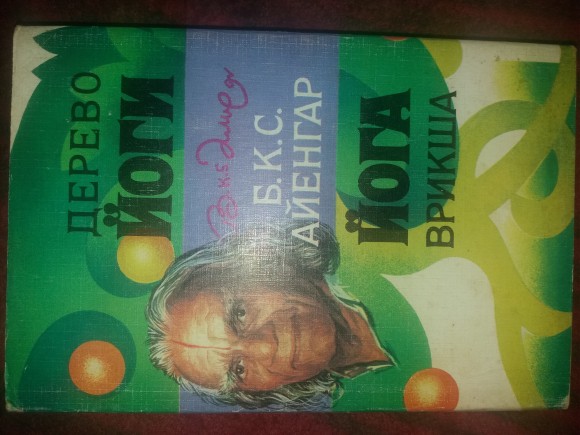 ДЕРЕВО
ЙОГИ
Б.К.С.
АЙЕНГАР
ЙОГА
ВРИКША